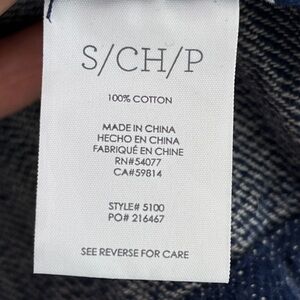 S/CH/P
100% COTTON
MADE IN CHINA
HECHO EN CHINA
FABRIQUÉ EN CHINE
RN#54077
CA#59814
STYLE# 5100
PO# 216467
SEE REVERSE FOR CARE